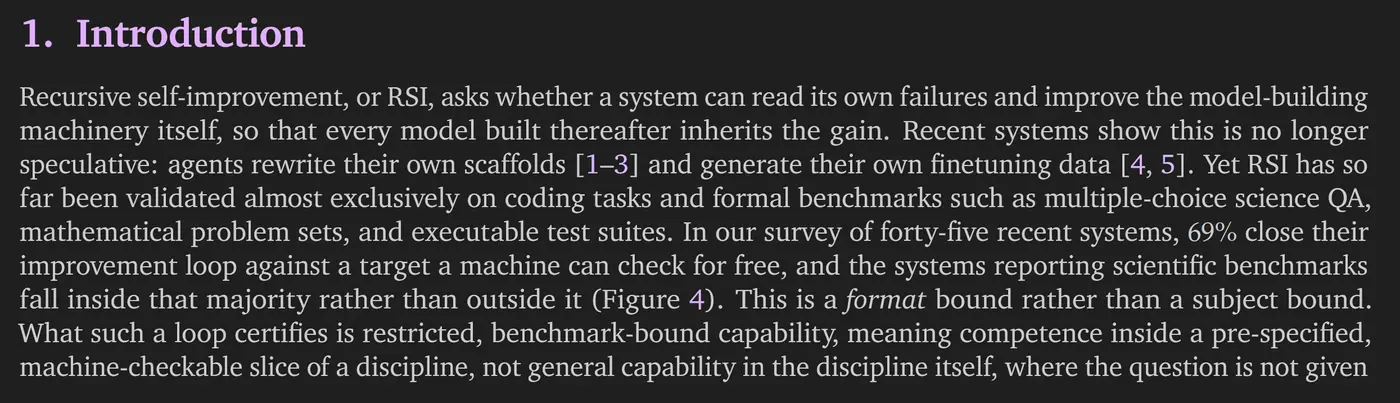 1. Introduction
Recursive self-improvement, or RSI, asks whether a system can read its own failures and improve the model-building
machinery itself, so that every model built thereafter inherits the gain. Recent systems show this is no longer
speculative: agents rewrite their own scaffolds [1–3] and generate their own finetuning data [4, 5]. Yet RSI has so
far been validated almost exclusively on coding tasks and formal benchmarks such as multiple-choice science QA,
mathematical problem sets, and executable test suites. In our survey of forty-five recent systems, 69% close their
improvement loop against a target a machine can check for free, and the systems reporting scientific benchmarks
fall inside that majority rather than outside it (Figure 4). This is a format bound rather than a subject bound.
What such a loop certifies is restricted, benchmark-bound capability, meaning competence inside a pre-specified,
machine-checkable slice of a discipline, not general capability in the discipline itself, where the question is not given